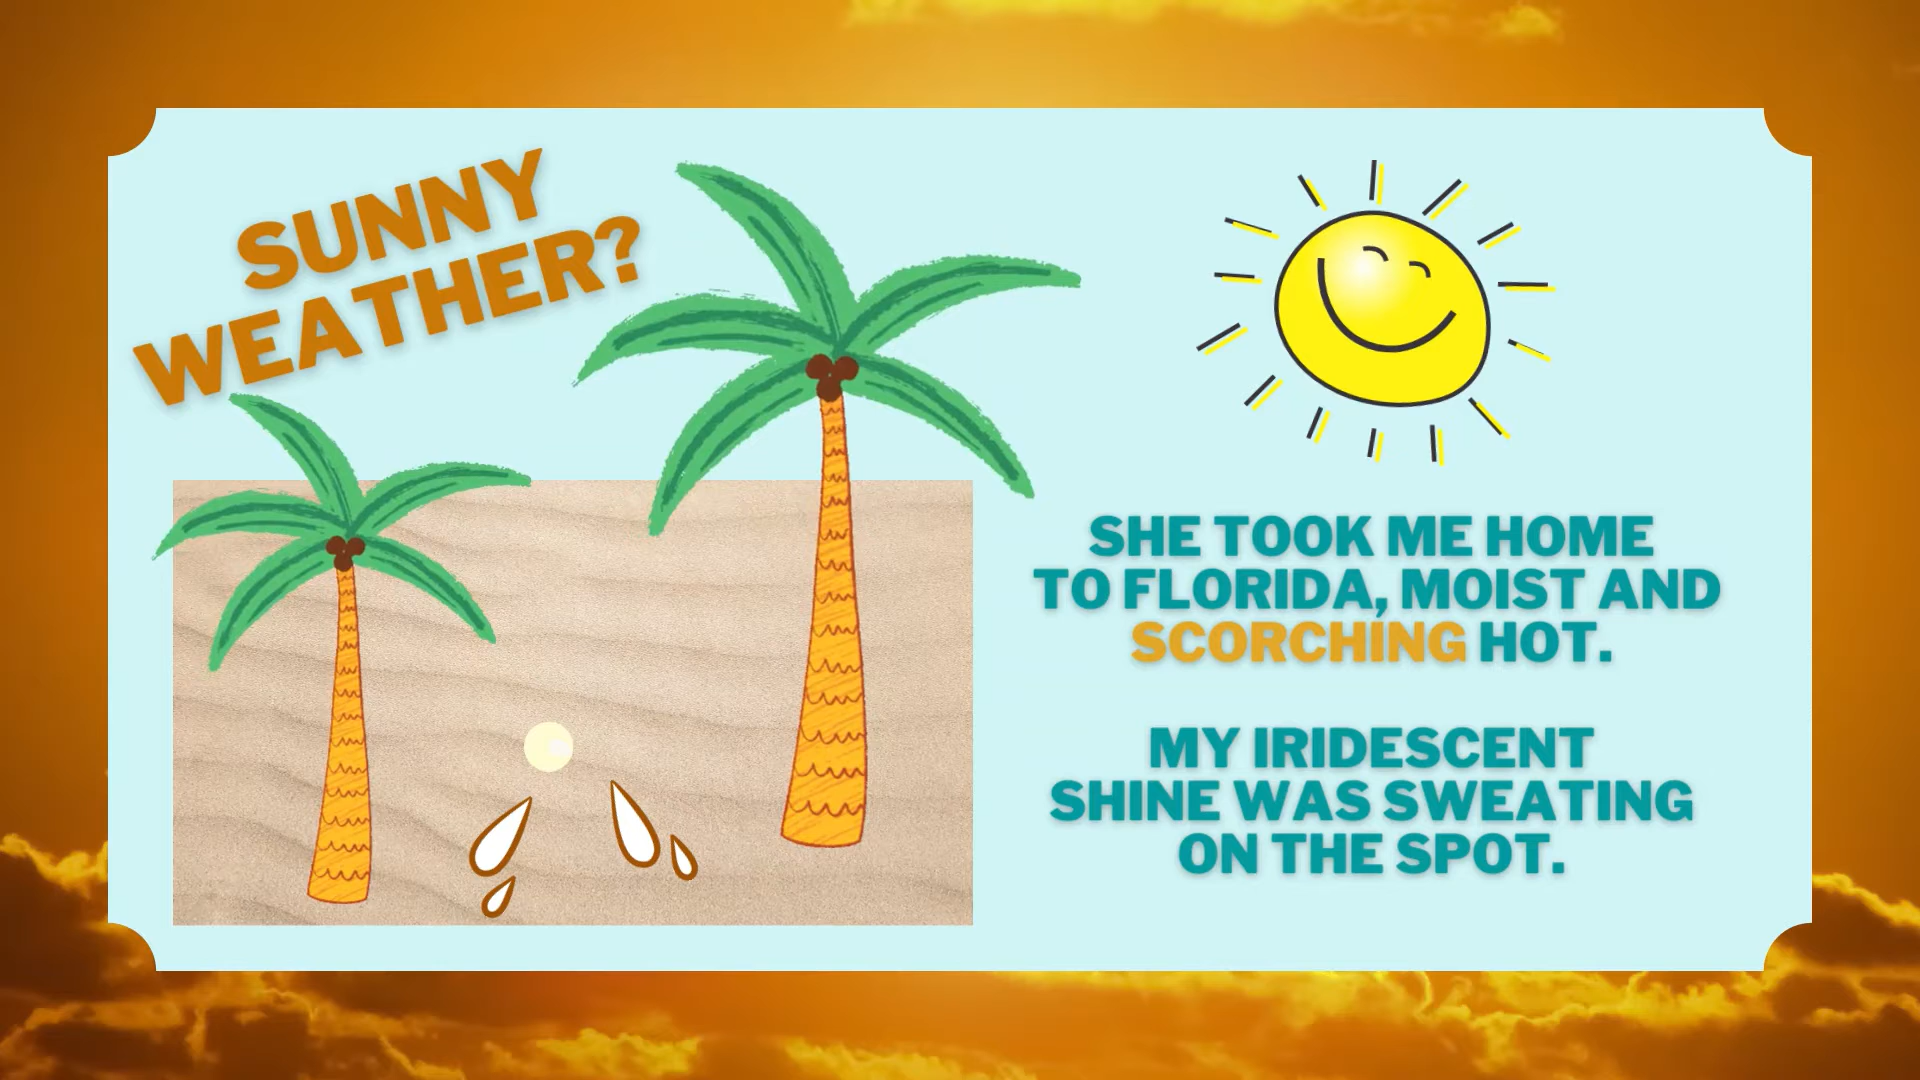 SUNNY
WEATHER?
SHE TOOK ME HOME
TO FLORIDA, MOIST AND
SCORCHING HOT.
MY IRIDESCENT
SHINE WAS SWEATING
ON THE SPOT.